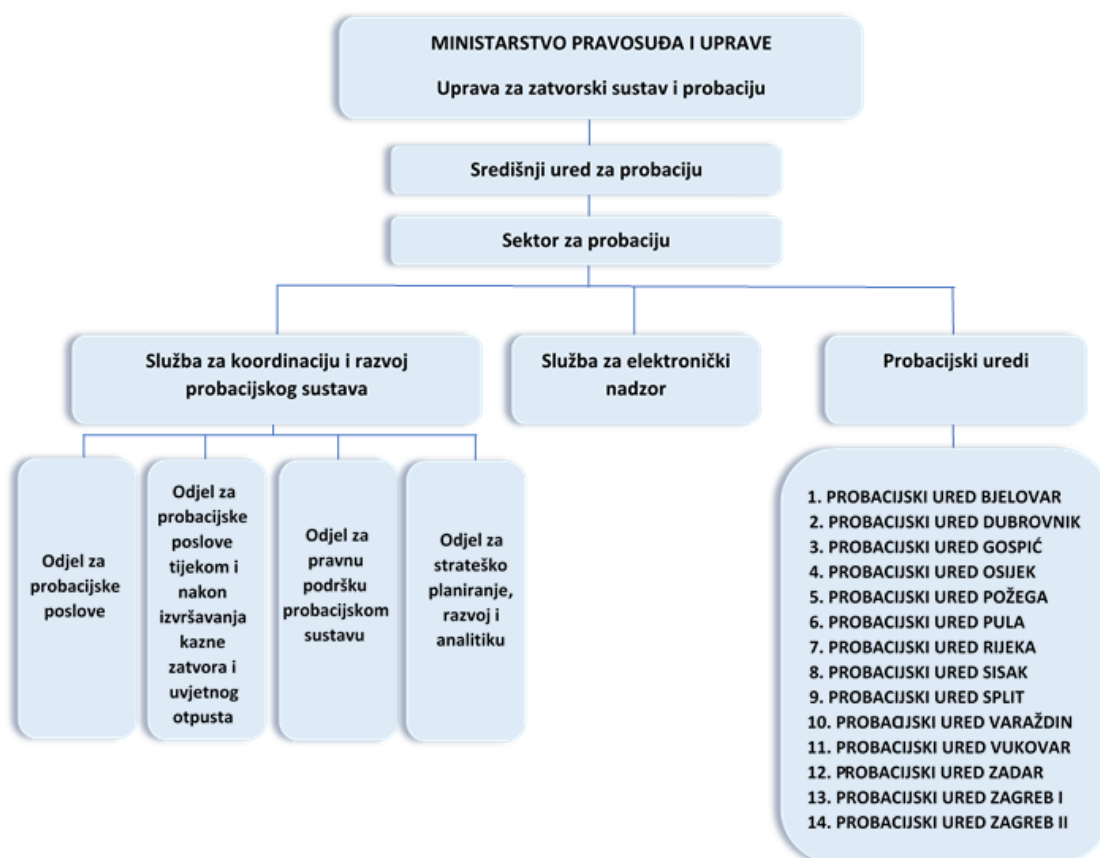 MINISTARSTVO PRAVOSUĐA I UPRAVE
Uprava za zatvorski sustav i probaciju
Središnji ured za probaciju
Sektor za probaciju
Služba za koordinaciju i razvoj
probacijskog sustava
Služba za elektronički
nadzor
Probacijski uredi
Odjel za
probacijske
poslove
Odjel za
probacijske
poslove
tijekom i
nakon
izvršavanja
kazne
zatvora i
uvjetnog
otpusta
Odjel za
pravnu
podršku
probacijskom
sustavu
Odjel za
strateško
planiranje,
razvoj i
analitiku
1. PROBACIJSKI URED BJELOVAR
2. PROBACIJSKI URED DUBROVNIK
3. PROBACIJSKI URED GOSPIĆ
4. PROBACIJSKI URED OSIJEK
5. PROBACIJSKI URED POŽEGA
6. PROBACIJSKI URED PULA
7. PROBACIJSKI URED RIJEKA
8. PROBACIJSKI URED SISAK
9. PROBACIJSKI URED SPLIT
10. PROBACIJSKI URED VARAŽDIN
11. PROBACIJSKI URED VUKOVAR
12. PROBACIJSKI URED ZADAR
13. PROBACIJSKI URED ZAGREB I
14. PROBACIJSKI URED ZAGREB II